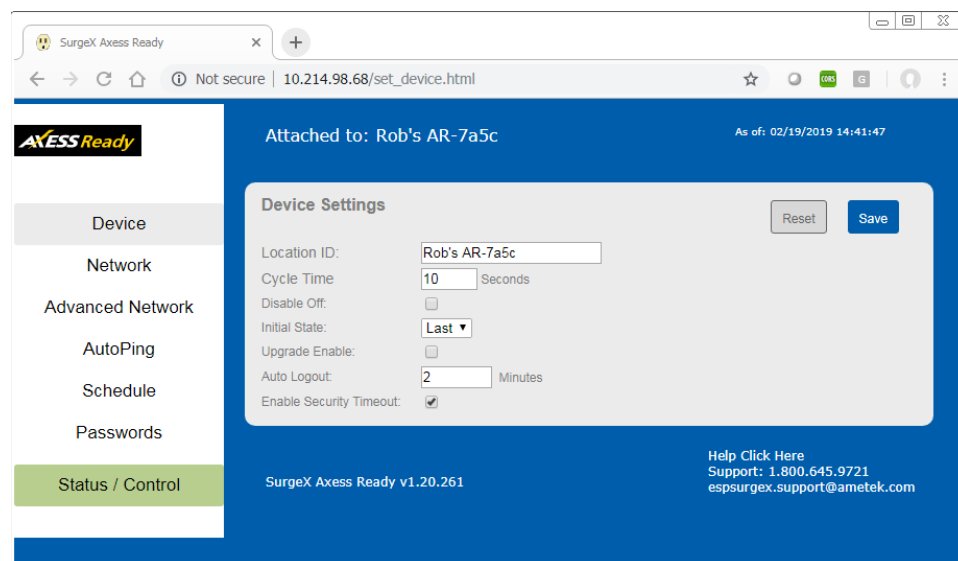 SurgeX Axess Ready
Not secure | 10.214.98.68/set_device.html
CORS
G
AXESS Ready
Attached to: Rob's AR-7a5c
As of: 02/19/2019 14:41:47
Device
Network
Advanced Network
AutoPing
Schedule
Passwords
Status / Control
Device Settings
Reset
Save
Location ID: Rob's AR-7a5c
Cycle Time 10 Seconds
Disable Off:
Initial State: Last
Upgrade Enable:
Auto Logout: 2 Minutes
Enable Security Timeout:
SurgeX Axess Ready v1.20.261
Help Click Here
Support: 1.800.645.9721
espsurgex.support@ametek.com